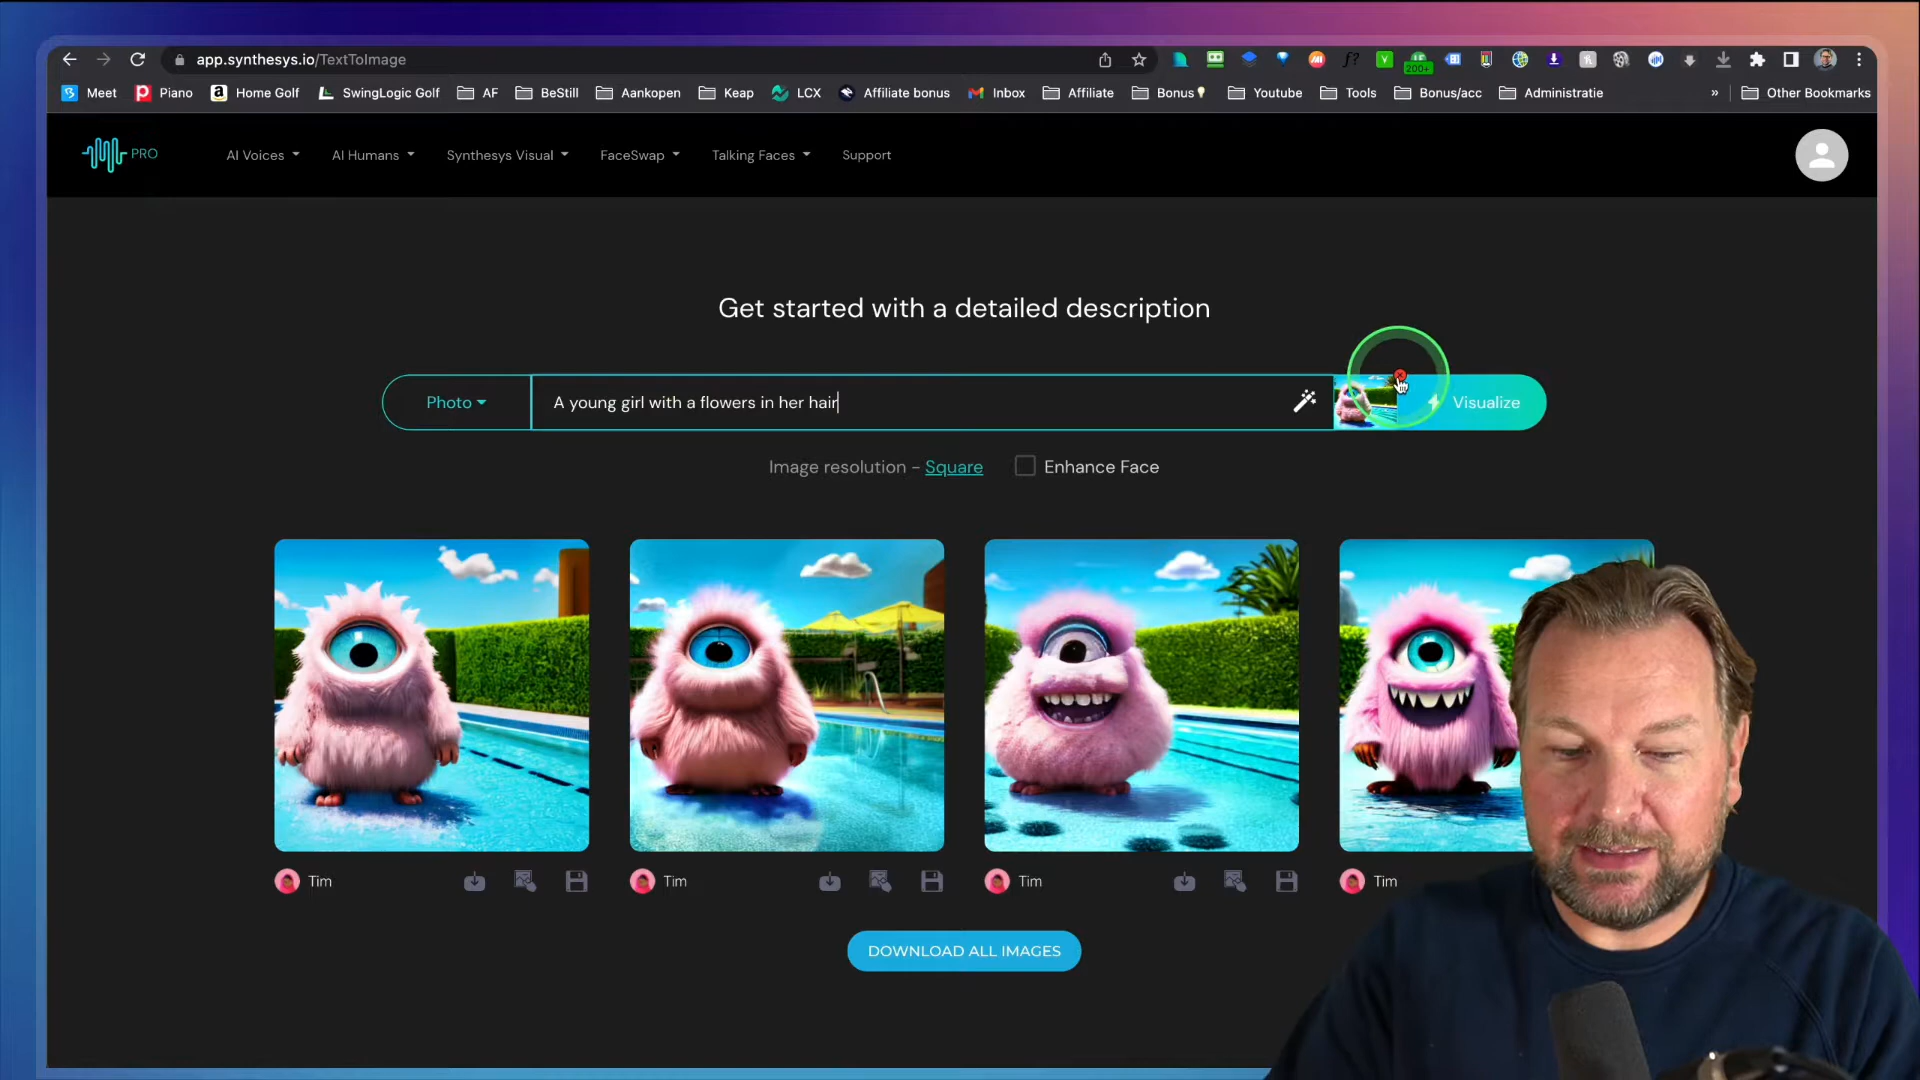 app.synthesys.io/TextToImage
200+
Meet Piano Home Golf SwingLogic Golf AF BeStill Aankopen Keap LCX Affiliate bonus Inbox Affiliate Bonus Youtube Tools Bonus/acc Administratie » Other Bookmarks
PRO AI Voices AI Humans Synthesys Visual FaceSwap Talking Faces Support
Get started with a detailed description
Photo A young girl with a flowers in her hair Visualize
Image resolution - Square Enhance Face
Tim Tim Tim Tim
DOWNLOAD ALL IMAGES